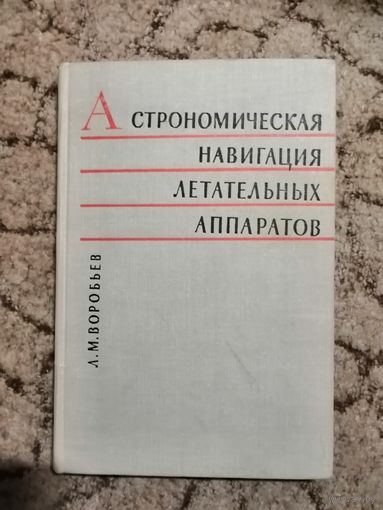 АСТРОНОМИЧЕСКАЯ
НАВИГАЦИЯ
ЛЕТАТЕЛЬНЫХ
АППАРАТОВ
Л.М.ВОРОБЬЕВ